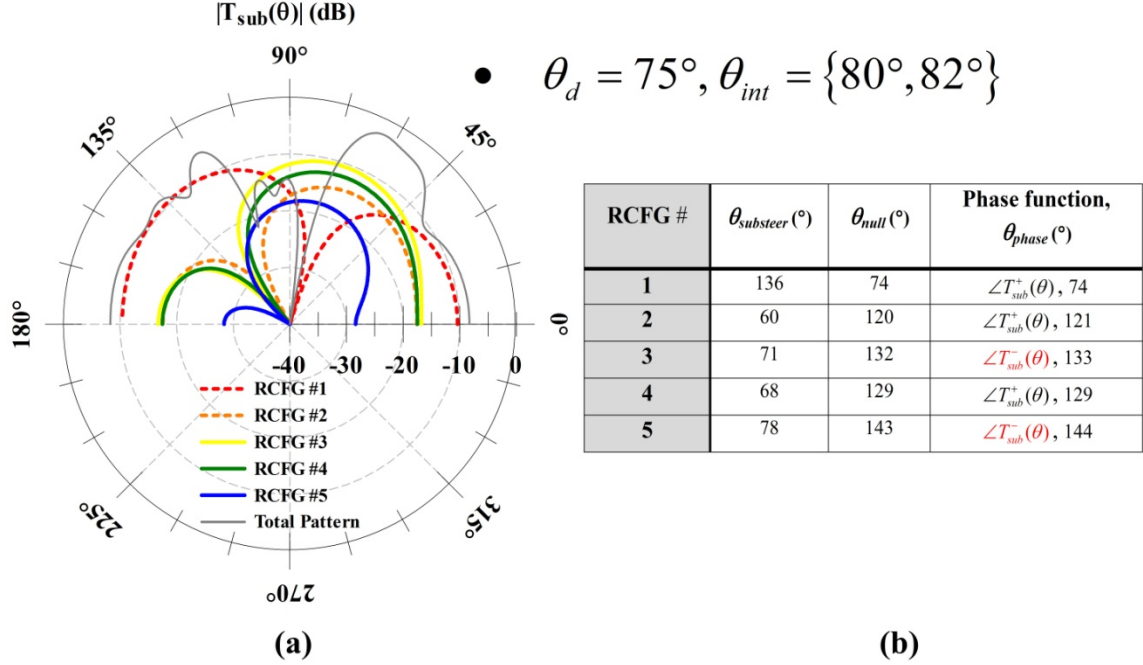 |T_sub(θ)| (dB)
90°
135°
45°
180°
0°
-40 -30 -20 -10 0
225°
315°
270°
RCFG #1
RCFG #2
RCFG #3
RCFG #4
RCFG #5
Total Pattern
(a)
• θ_d = 75°, θ_int = {80°, 82°}
RCFG # θ_substeer (°) θ_null (°) Phase function, θ_phase (°)
1 136 74 ∠T⁺_sub(θ), 74
2 60 120 ∠T⁺_sub(θ), 121
3 71 132 ∠T⁻_sub(θ), 133
4 68 129 ∠T⁺_sub(θ), 129
5 78 143 ∠T⁻_sub(θ), 144
(b)